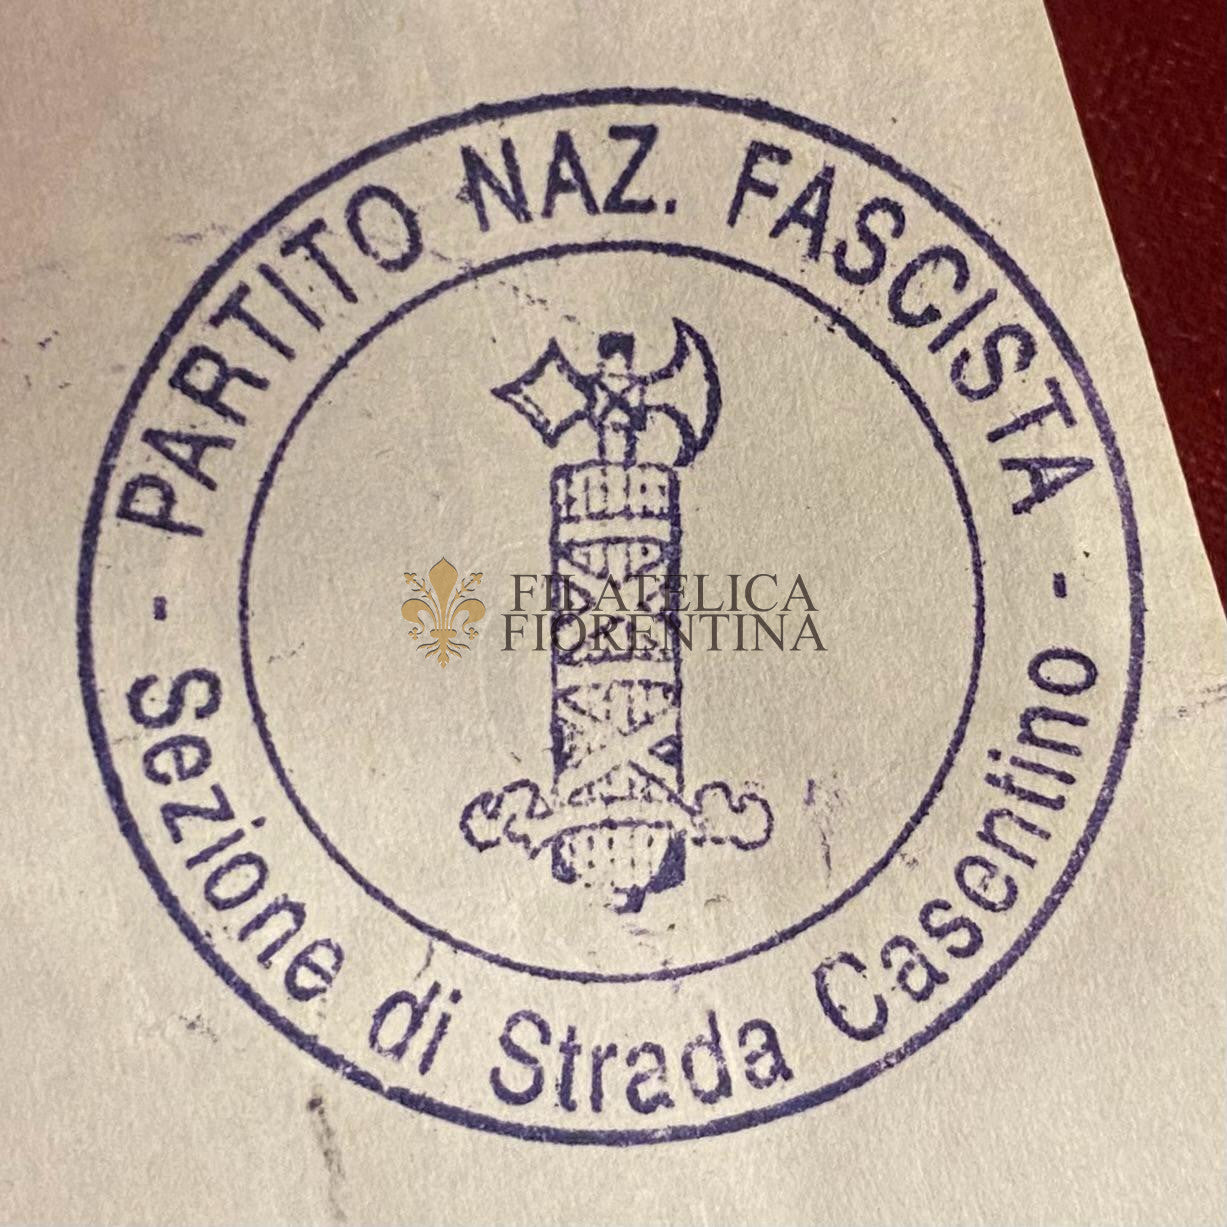 - PARTITO NAZ. FASCISTA -
Sezione di Strada Casentino
FILATELICA
FIORENTINA